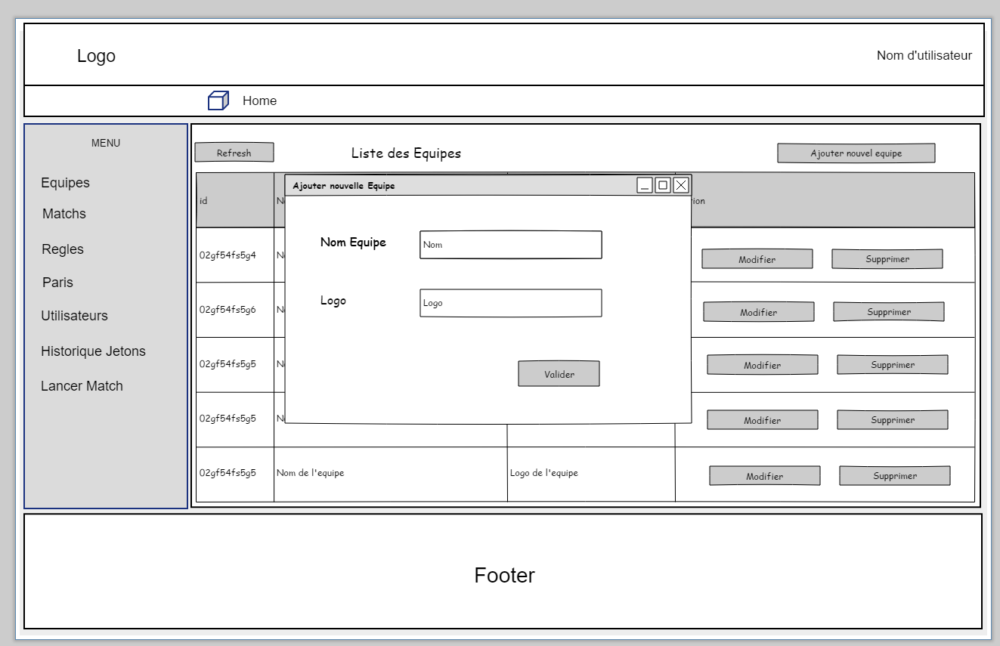 Logo
Nom d'utilisateur
Home
MENU
Equipes
Matchs
Regles
Paris
Utilisateurs
Historique Jetons
Lancer Match
Refresh
Liste des Equipes
Ajouter nouvel equipe
id
Ajouter nouvelle Equipe
Nom Equipe
Nom
Logo
Logo
Valider
02gf54fs5g4
Modifier Supprimer
02gf54fs5g6
Modifier Supprimer
02gf54fs5g5
Modifier Supprimer
02gf54fs5g5
Modifier Supprimer
02gf54fs5g5 Nom de l'equipe Logo de l'equipe Modifier Supprimer
Footer